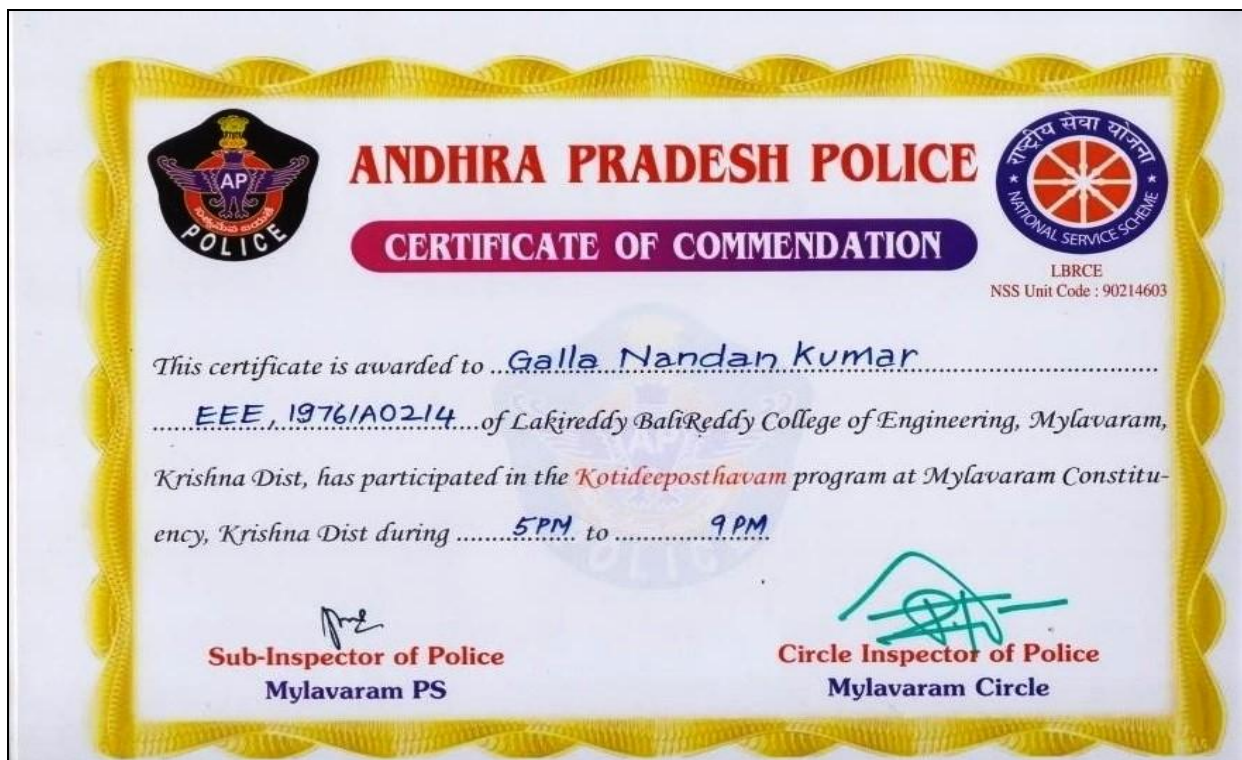 ANDHRA PRADESH POLICE
CERTIFICATE OF COMMENDATION
AP
సత్యమేవ జయతే
POLICE
राष्ट्रीय सेवा योजना
NATIONAL SERVICE SCHEME
LBRCE
NSS Unit Code : 90214603
This certificate is awarded to ...Galla Nandan Kumar
EEE, 19761A0214 of Lakireddy BaliReddy College of Engineering, Mylavaram,
Krishna Dist, has participated in the Kotideeposthavam program at Mylavaram Constitu-
ency, Krishna Dist during ........5PM. to ............9PM
Sub-Inspector of Police
Mylavaram PS
Circle Inspector of Police
Mylavaram Circle